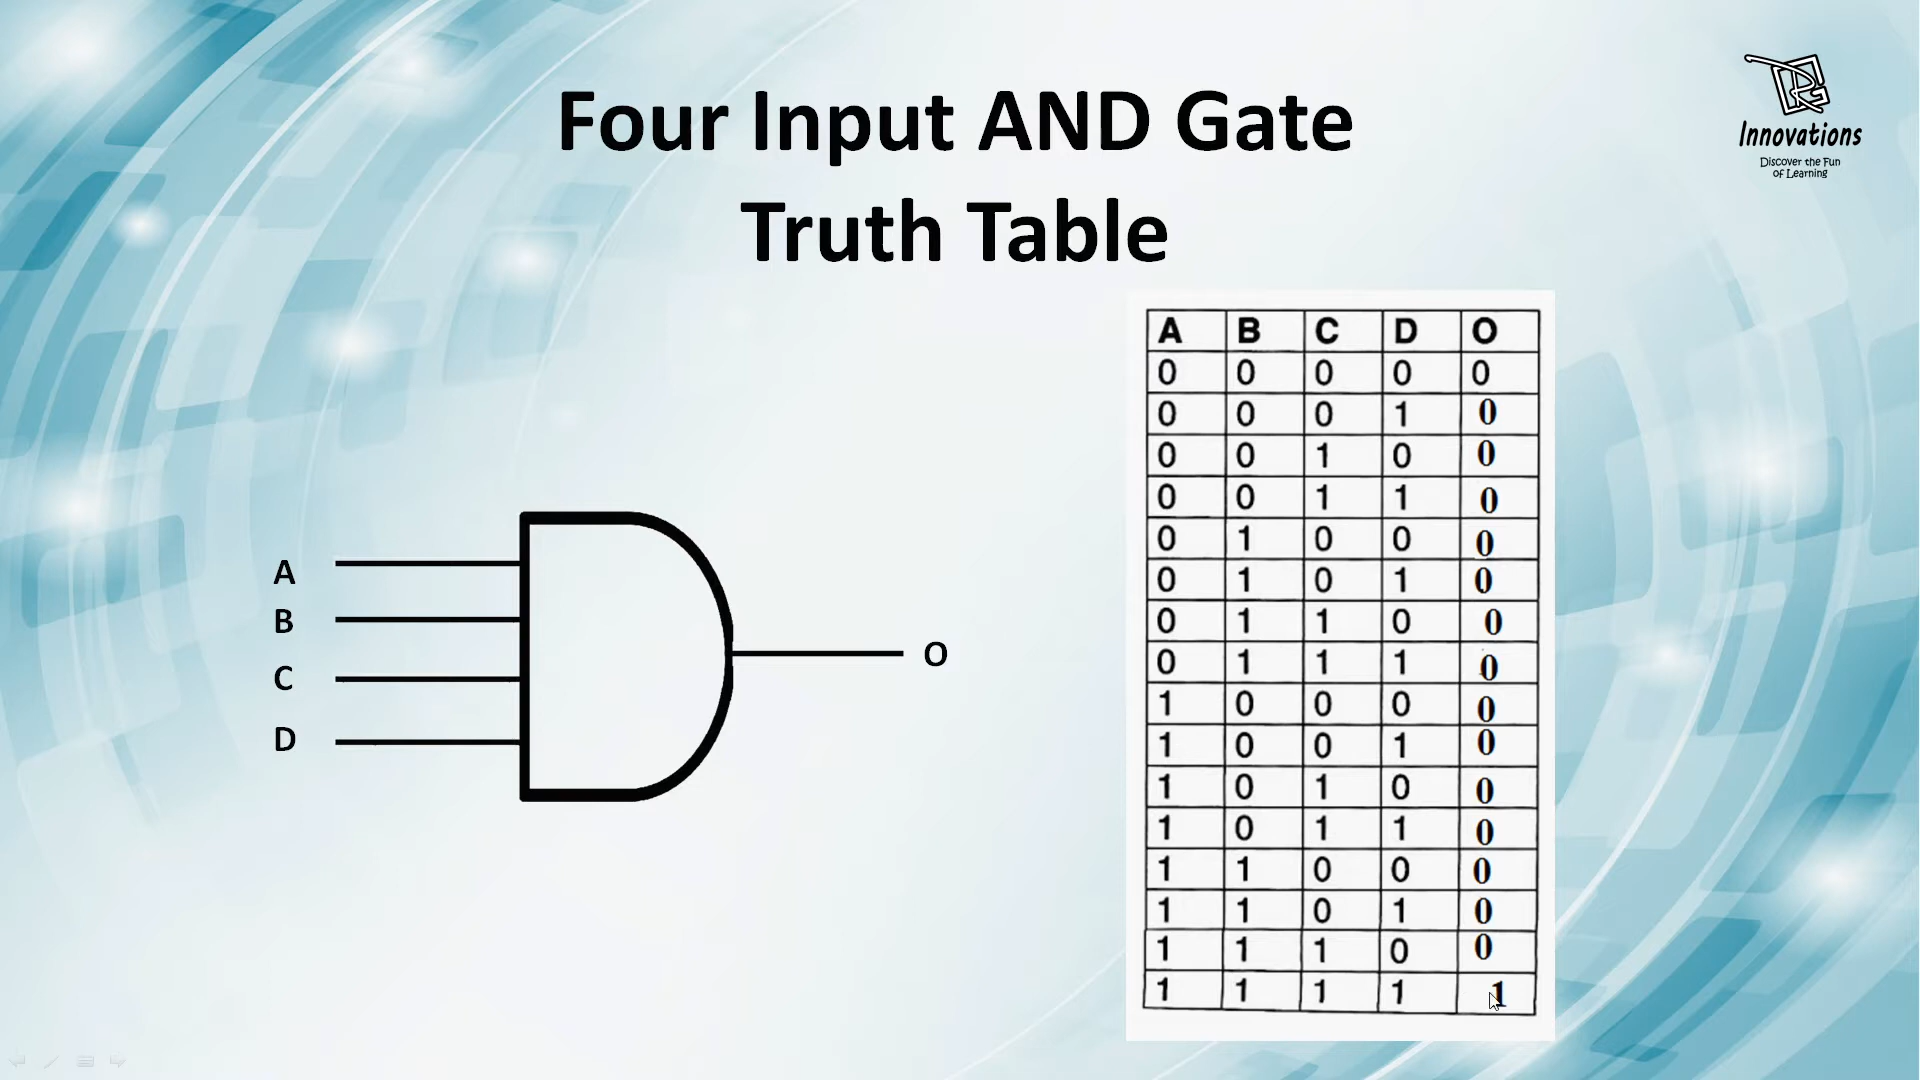 Four Input AND Gate
Truth Table
Innovations
Discover the Fun
of Learning
A
B
C
D
O
A B C D O
0 0 0 0 0
0 0 0 1 0
0 0 1 0 0
0 0 1 1 0
0 1 0 0 0
0 1 0 1 0
0 1 1 0 0
0 1 1 1 0
1 0 0 0 0
1 0 0 1 0
1 0 1 0 0
1 0 1 1 0
1 1 0 0 0
1 1 0 1 0
1 1 1 0 0
1 1 1 1 1